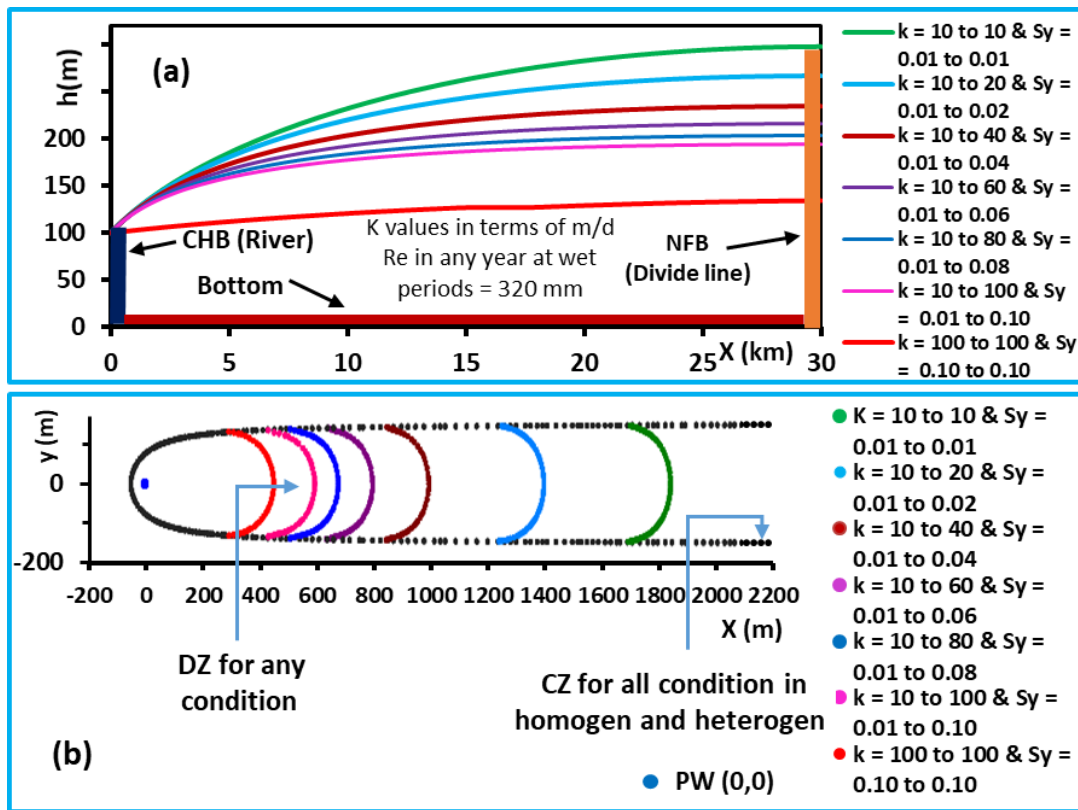 (a)
h(m)
200
150
100
50
0
0
5
10
15
20
25
30
X (km)
CHB (River)
Bottom
K values in terms of m/d
Re in any year at wet
periods = 320 mm
NFB
(Divide line)
k = 10 to 10 & Sy =
0.01 to 0.01
k = 10 to 20 & Sy =
0.01 to 0.02
k = 10 to 40 & Sy =
0.01 to 0.04
k = 10 to 60 & Sy =
0.01 to 0.06
k = 10 to 80 & Sy =
0.01 to 0.08
k = 10 to 100 & Sy
= 0.01 to 0.10
k = 100 to 100 & Sy
= 0.10 to 0.10
y (m)
0
-200
-200
0
200
400
600
800
1000
1200
1400
1600
1800
2000
2200
X (m)
DZ for any
condition
CZ for all condition in
homogen and heterogen
(b)
PW (0,0)
K = 10 to 10 & Sy =
0.01 to 0.01
k = 10 to 20 & Sy =
0.01 to 0.02
k = 10 to 40 & Sy =
0.01 to 0.04
k = 10 to 60 & Sy =
0.01 to 0.06
k = 10 to 80 & Sy =
0.01 to 0.08
k = 10 to 100 & Sy =
0.01 to 0.10
k = 100 to 100 & Sy =
0.10 to 0.10